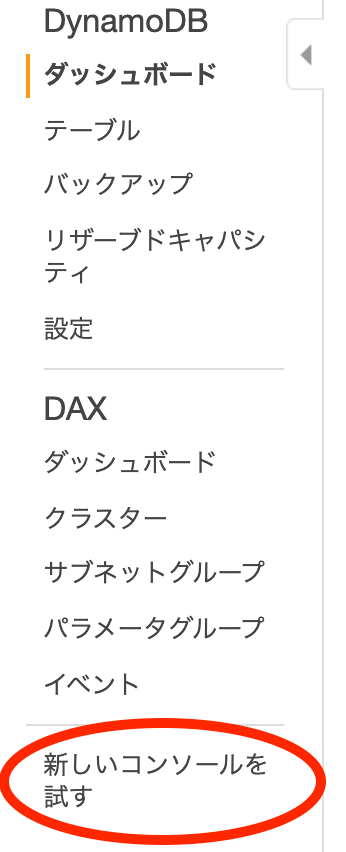 DynamoDB
ダッシュボード
テーブル
バックアップ
リザーブドキャパシ
ティ
設定
DAX
ダッシュボード
クラスター
サブネットグループ
パラメータグループ
イベント
新しいコンソールを
試す